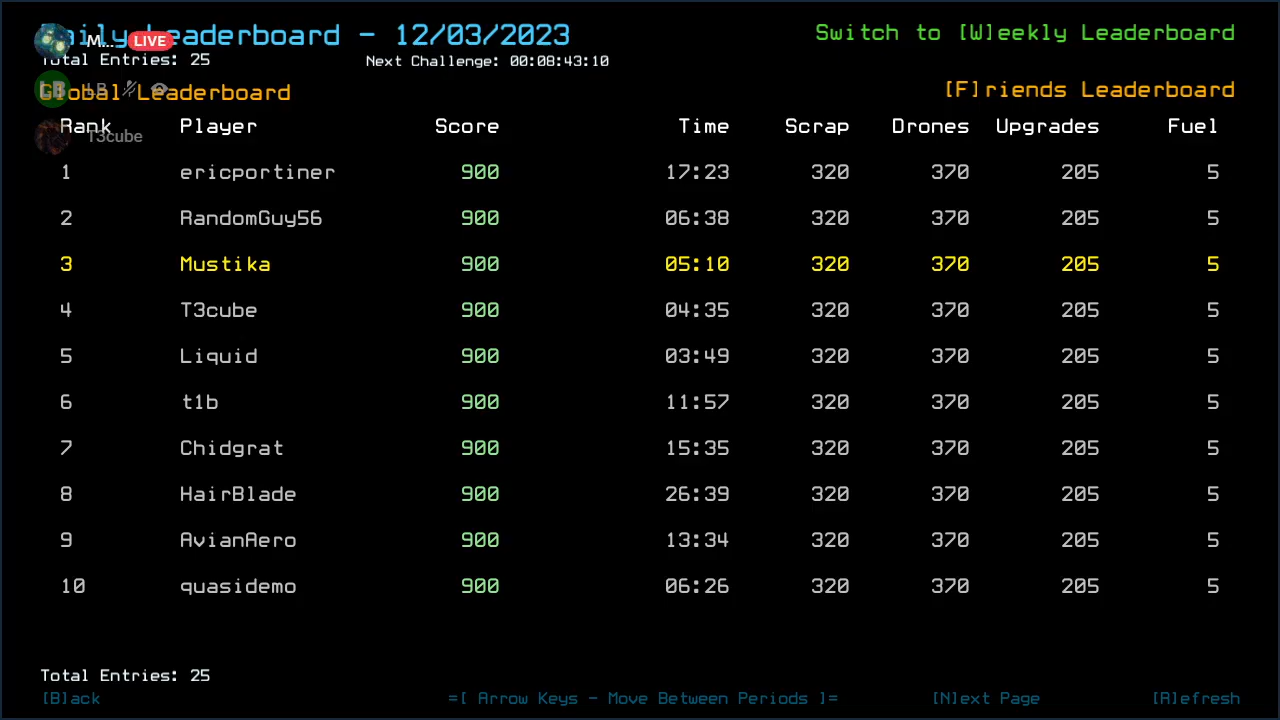 Daily Leaderboard - 12/03/2023
Switch to [W]eekly Leaderboard
M... LIVE
Total Entries: 25
Next Challenge: 00:08:43:10
LB
Global Leaderboard
[F]riends Leaderboard
Rank Player Score Time Scrap Drones Upgrades Fuel
T3cube
1 ericportiner 900 17:23 320 370 205 5
2 RandomGuy56 900 06:38 320 370 205 5
3 Mustika 900 05:10 320 370 205 5
4 T3cube 900 04:35 320 370 205 5
5 Liquid 900 03:49 320 370 205 5
6 t1b 900 11:57 320 370 205 5
7 Chidgrat 900 15:35 320 370 205 5
8 HairBlade 900 26:39 320 370 205 5
9 AvianAero 900 13:34 320 370 205 5
10 quasidemo 900 06:26 320 370 205 5
Total Entries: 25
[B]ack
=[ Arrow Keys - Move Between Periods ]=
[N]ext Page
[R]efresh